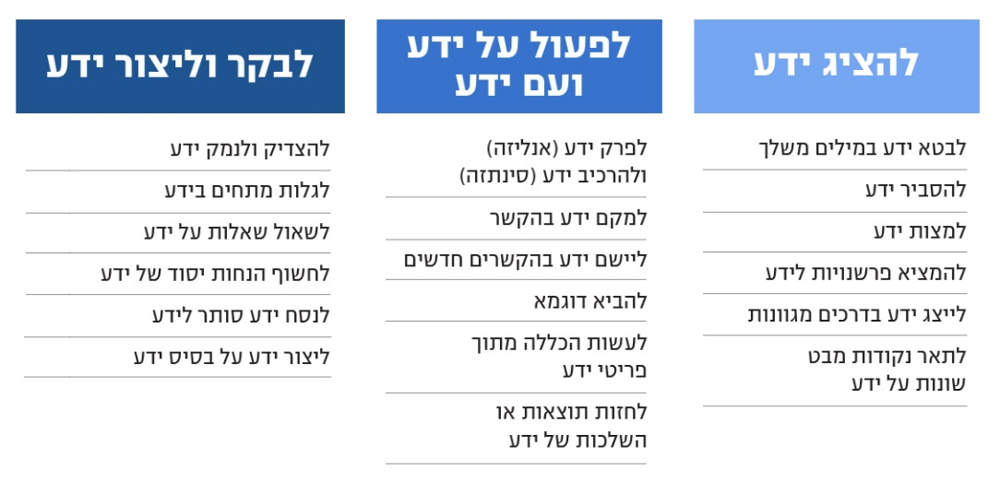 להציג ידע
לבטא ידע במילים משלך
להסביר ידע
למצות ידע
להמציא פרשנויות לידע
לייצג ידע בדרכים מגוונות
לתאר נקודות מבט
שונות על ידע
לפעול על ידע
ועם ידע
לפרק ידע (אנליזה)
ולהרכיב ידע (סינתזה)
למקם ידע בהקשר
ליישם ידע בהקשרים חדשים
להביא דוגמא
לעשות הכללה מתוך
פריטי ידע
לחזות תוצאות או
השלכות של ידע
לבקר וליצור ידע
להצדיק ולנמק ידע
לגלות מתחים בידע
לשאול שאלות על ידע
לחשוף הנחות יסוד של ידע
לנסח ידע סותר לידע
ליצור ידע על בסיס ידע